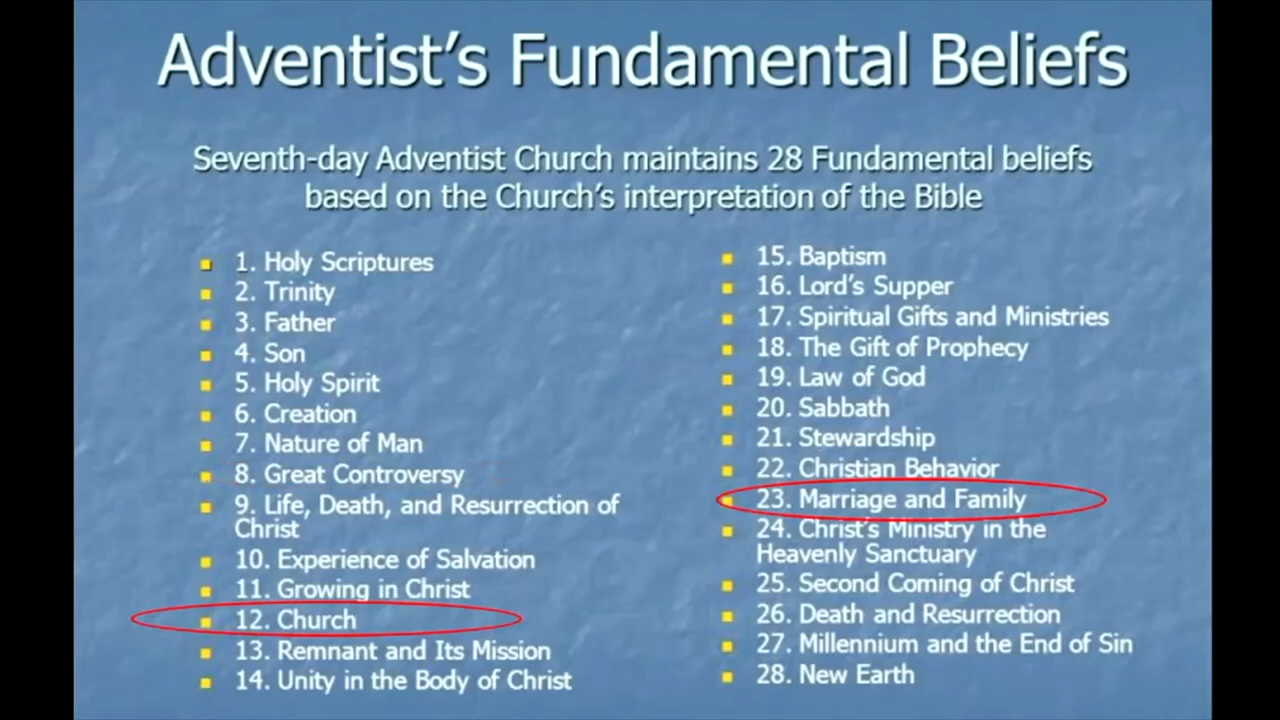 Adventist's Fundamental Beliefs
Seventh-day Adventist Church maintains 28 Fundamental beliefs
based on the Church's interpretation of the Bible
1. Holy Scriptures
2. Trinity
3. Father
4. Son
5. Holy Spirit
6. Creation
7. Nature of Man
8. Great Controversy
9. Life, Death, and Resurrection of
Christ
10. Experience of Salvation
11. Growing in Christ
12. Church
13. Remnant and Its Mission
14. Unity in the Body of Christ
15. Baptism
16. Lord's Supper
17. Spiritual Gifts and Ministries
18. The Gift of Prophecy
19. Law of God
20. Sabbath
21. Stewardship
22. Christian Behavior
23. Marriage and Family
24. Christ's Ministry in the
Heavenly Sanctuary
25. Second Coming of Christ
26. Death and Resurrection
27. Millennium and the End of Sin
28. New Earth